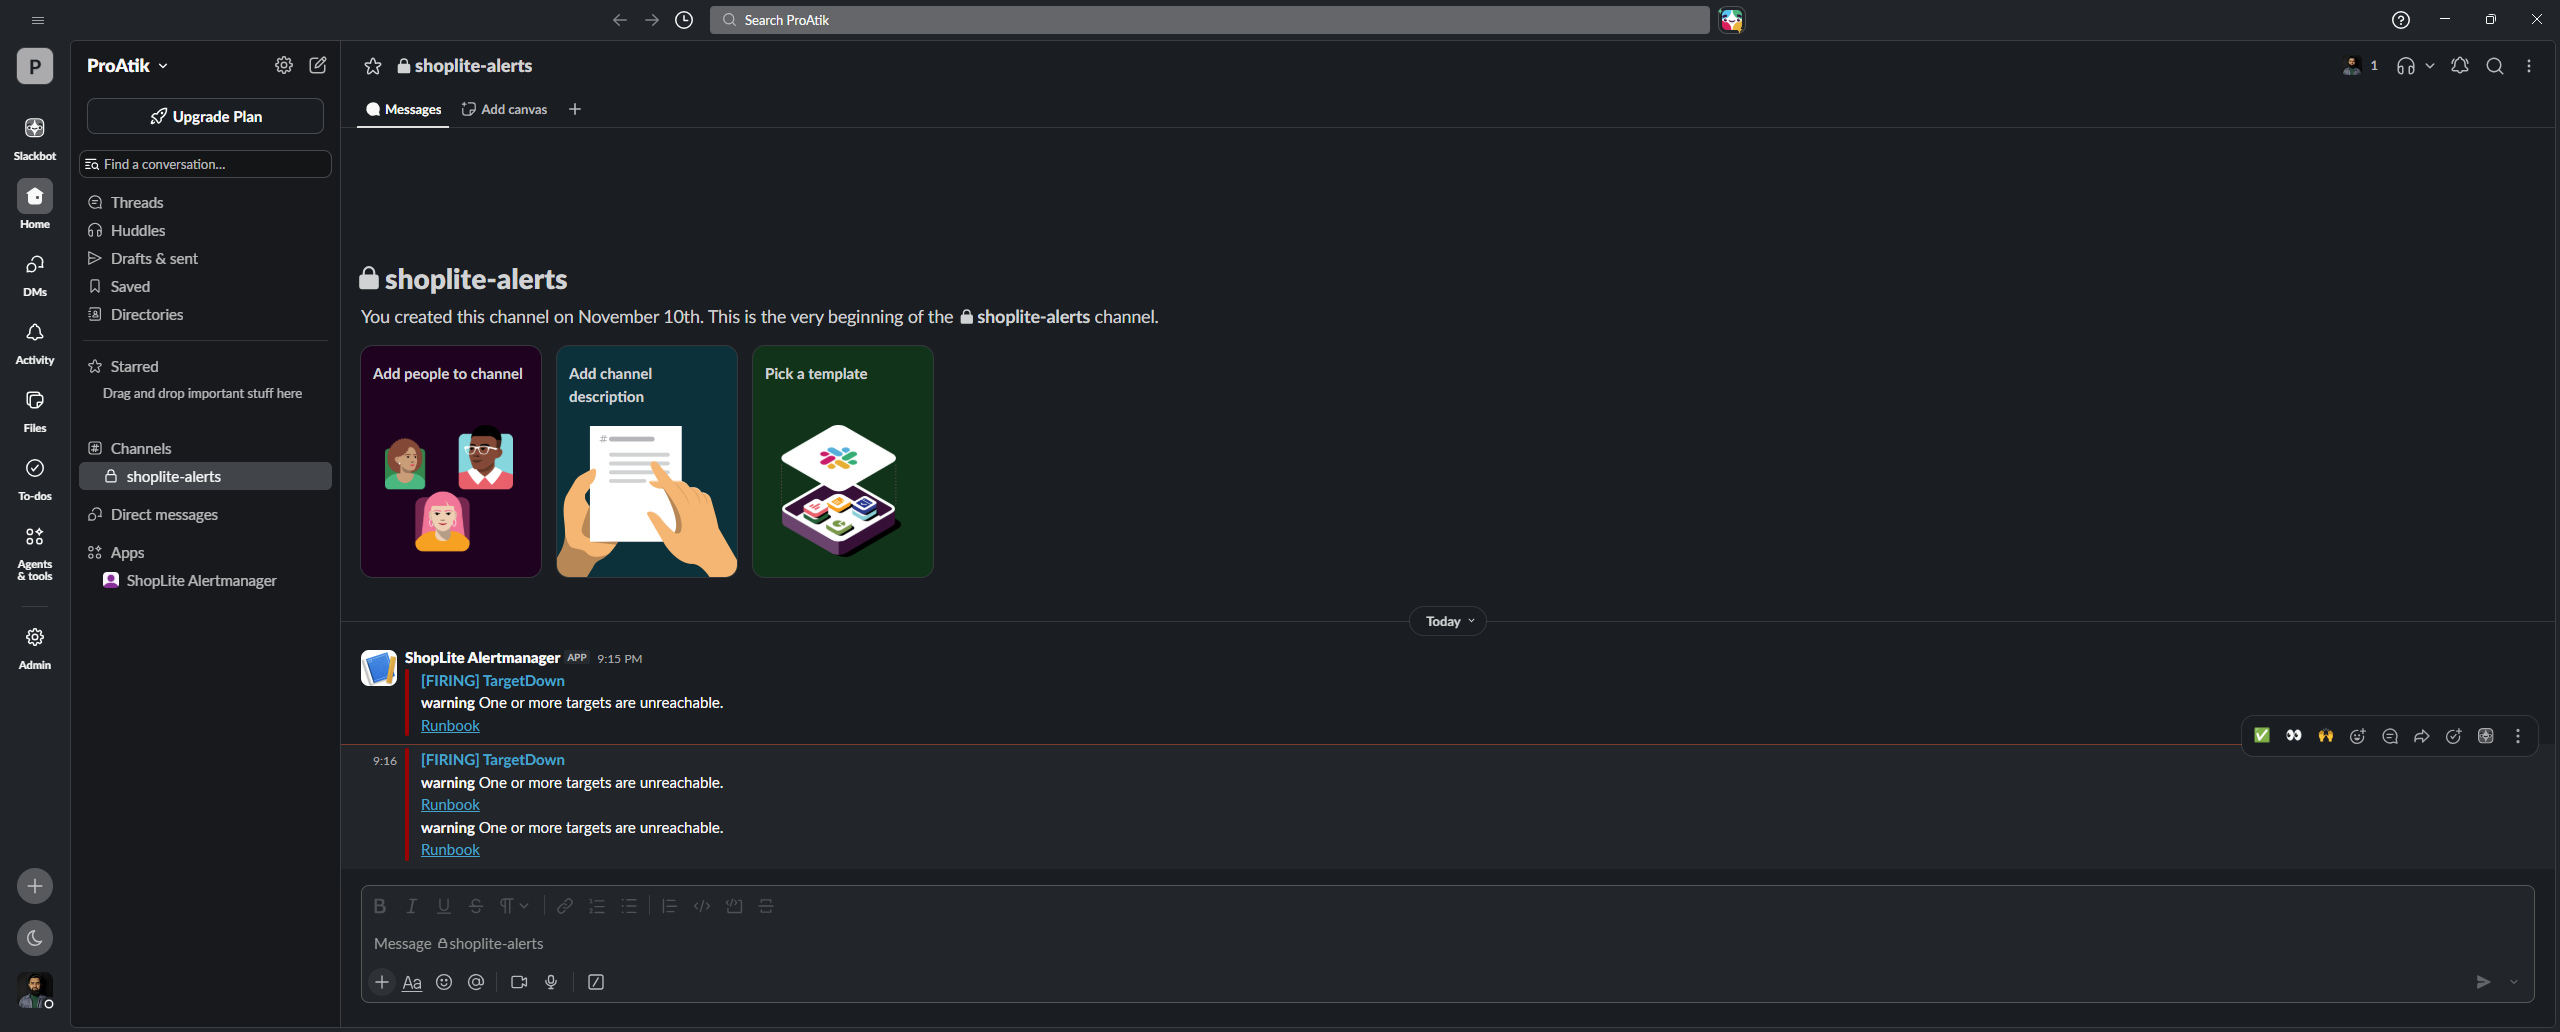 Search ProAtik
P
ProAtik
shoplite-alerts
1
Upgrade Plan
Messages
Add canvas
Slackbot
Find a conversation...
Home
Threads
Huddles
Drafts & sent
DMs
Saved
Directories
Activity
Starred
Drag and drop important stuff here
Files
Channels
shoplite-alerts
To-dos
Direct messages
Agents
& tools
Apps
ShopLite Alertmanager
Admin
shoplite-alerts
You created this channel on November 10th. This is the very beginning of the shoplite-alerts channel.
Add people to channel
Add channel
description
Pick a template
Today
ShopLite Alertmanager APP 9:15 PM
[FIRING] TargetDown
warning One or more targets are unreachable.
Runbook
9:16
[FIRING] TargetDown
warning One or more targets are unreachable.
Runbook
warning One or more targets are unreachable.
Runbook
Message shoplite-alerts
Aa